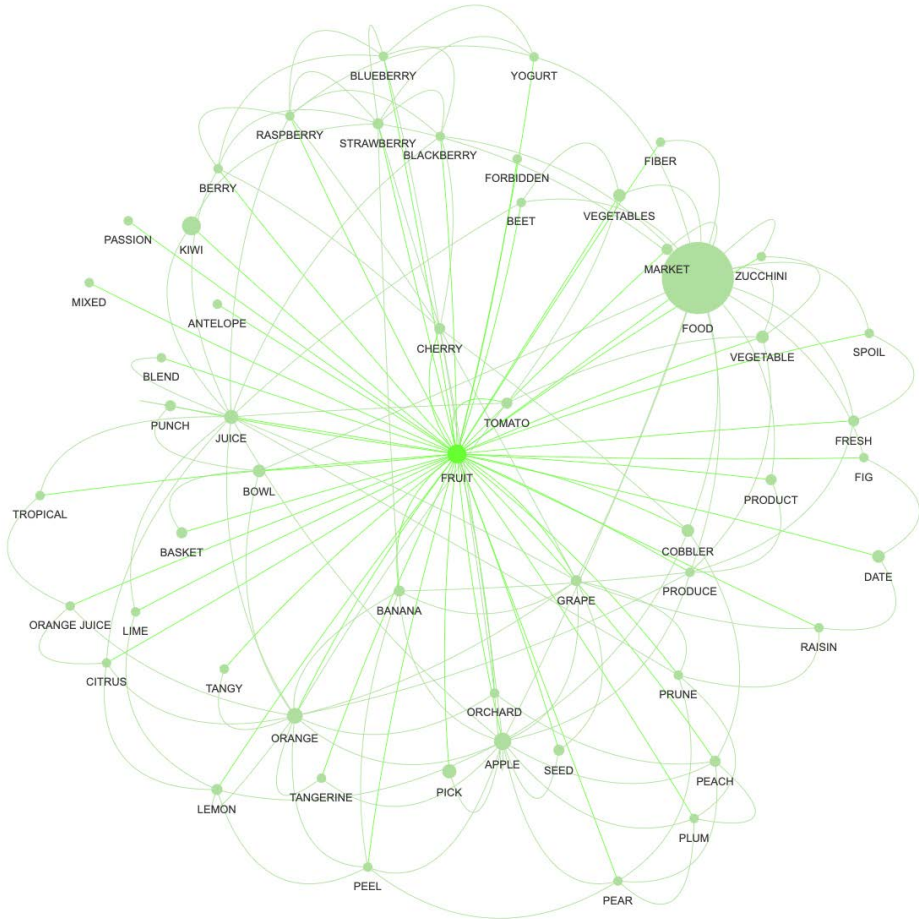 BLUEBERRY
YOGURT
RASPBERRY
STRAWBERRY
BLACKBERRY
FIBER
FORBIDDEN
BERRY
BEET
VEGETABLES
PASSION
KIWI
MARKET
ZUCCHINI
MIXED
ANTELOPE
FOOD
CHERRY
VEGETABLE
SPOIL
BLEND
PUNCH
JUICE
TOMATO
FRESH
FRUIT
FIG
BOWL
PRODUCT
TROPICAL
BASKET
COBBLER
DATE
PRODUCE
GRAPE
BANANA
ORANGE JUICE
LIME
RAISIN
CITRUS
TANGY
PRUNE
ORCHARD
ORANGE
APPLE
SEED
PEACH
PICK
TANGERINE
LEMON
PLUM
PEEL
PEAR